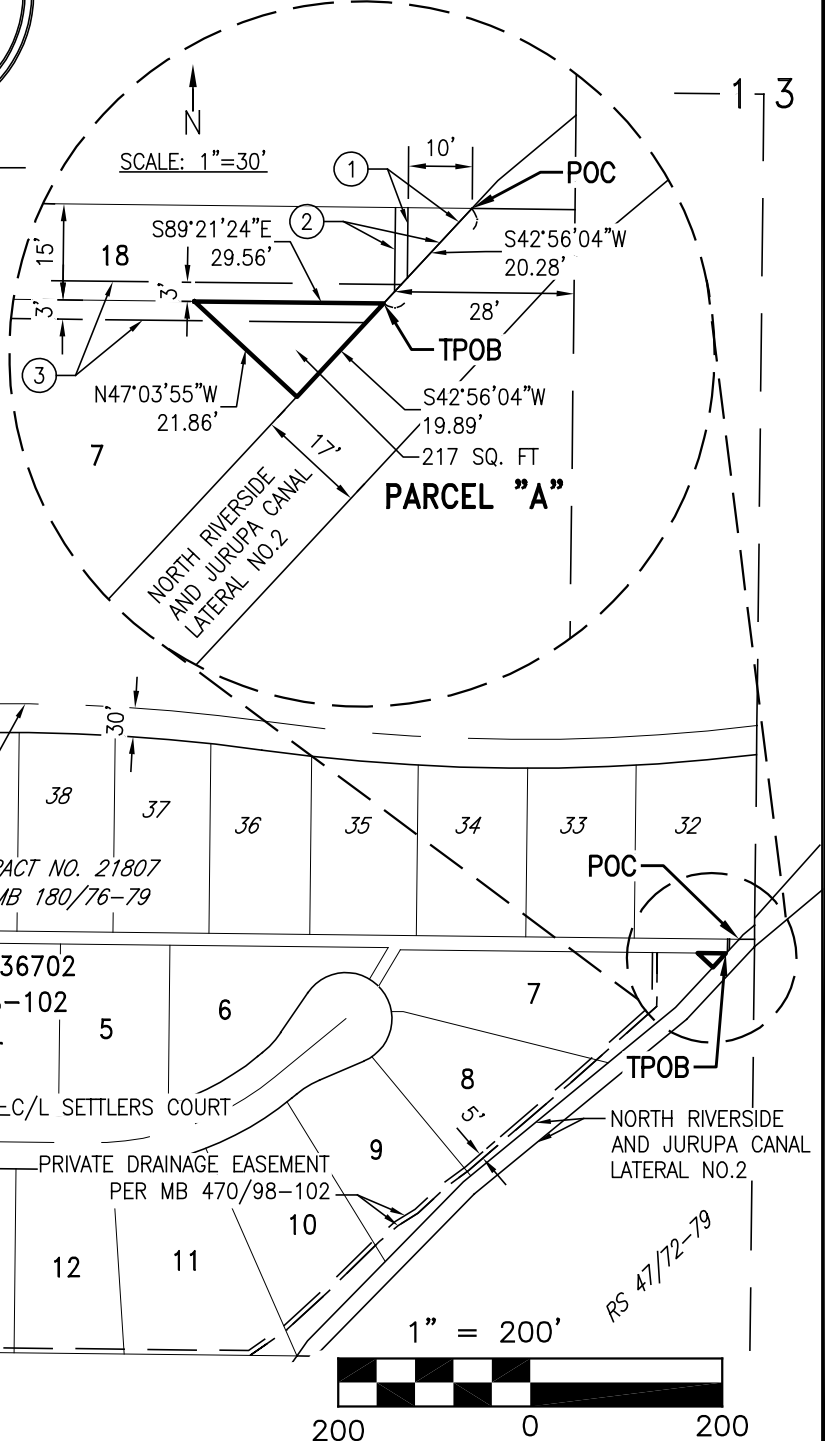 1 3
N
SCALE: 1"=30'
1
10'
POC
2
S89°21'24"E
29.56'
S42°56'04"W
20.28'
15'
18
3'
3'
28'
TPOB
3
N47°03'55"W
21.86'
S42°56'04"W
19.89'
7
17'
217 SQ. FT
PARCEL "A"
NORTH RIVERSIDE
AND JURUPA CANAL
LATERAL NO.2
30'
38
37
36
35
34
33
32
ACT NO. 21807
MB 180/76-79
POC
36702
-102
5
6
7
8
TPOB
C/L SETTLERS COURT
5'
NORTH RIVERSIDE
AND JURUPA CANAL
LATERAL NO.2
9
PRIVATE DRAINAGE EASEMENT
PER MB 470/98-102
10
11
12
RS 47/72-79
1" = 200'
200
0
200